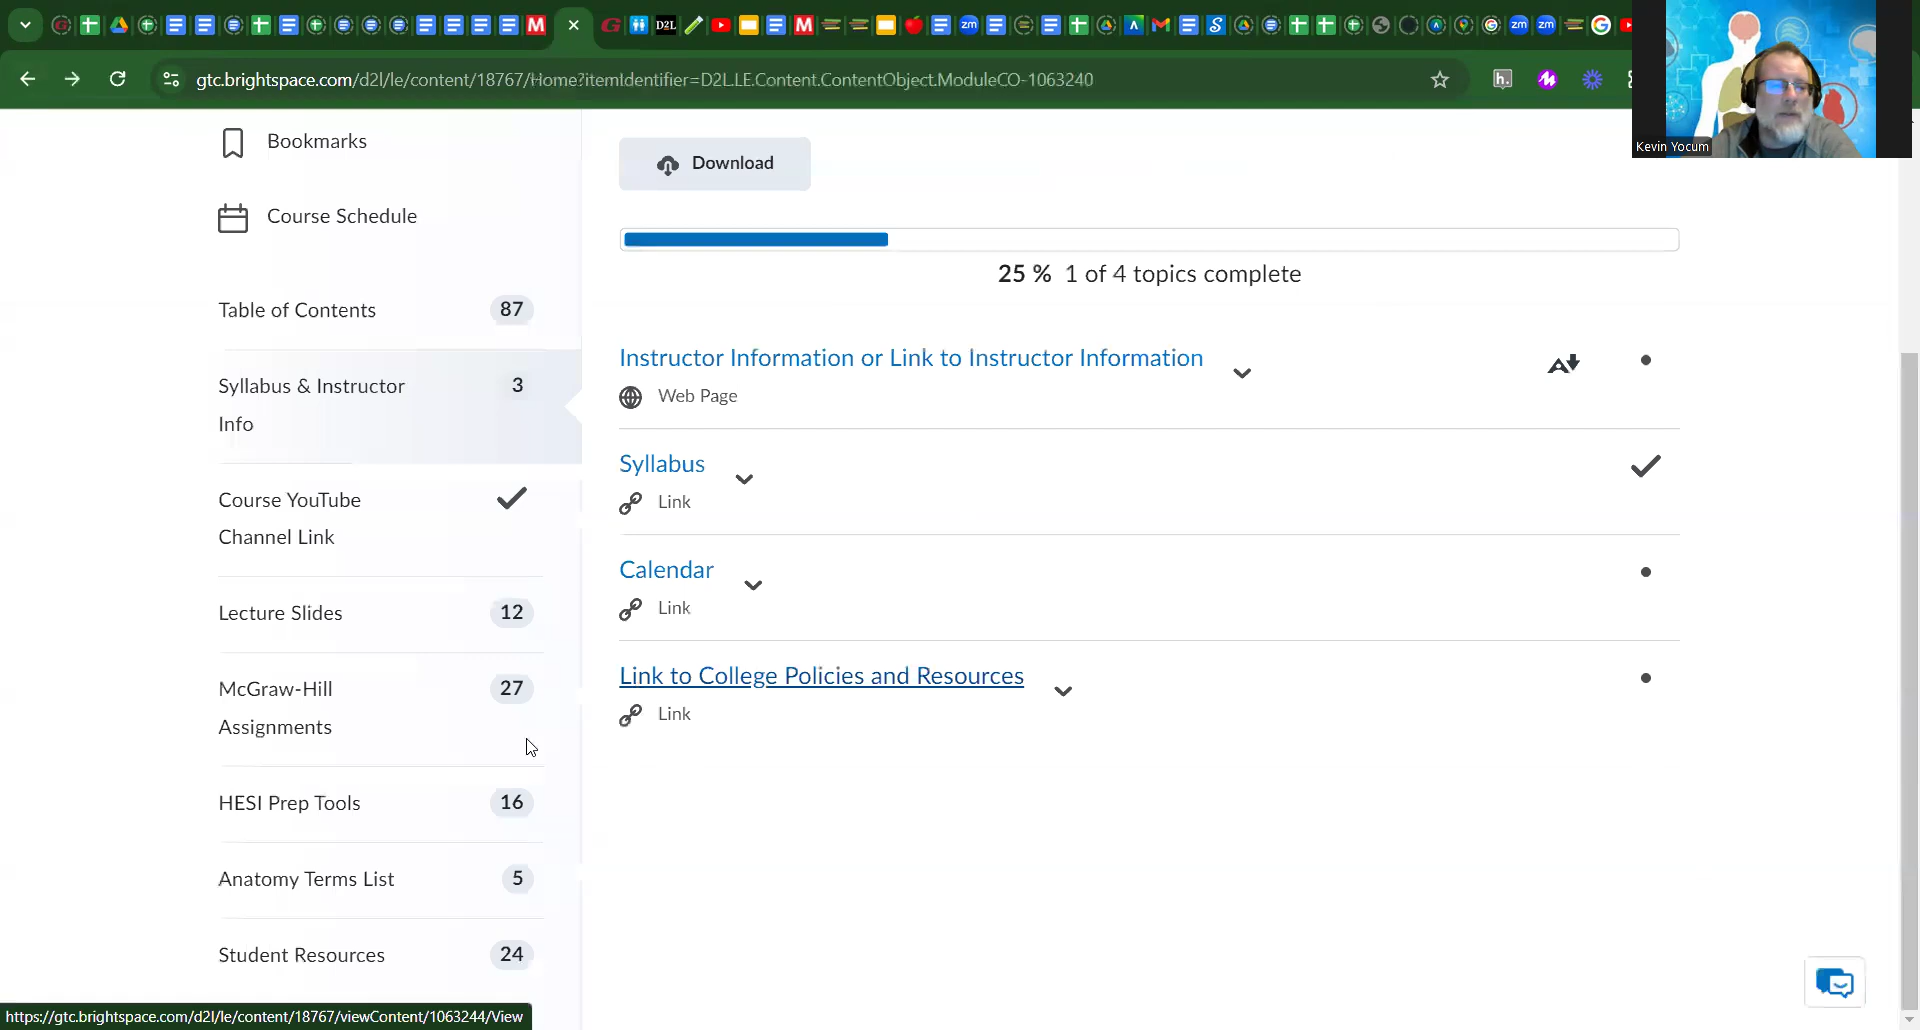 gtc.brightspace.com/d2l/le/content/18767/Home?itemIdentifier=D2L.LE.Content.ContentObject.ModuleCO-1063240
Kevin Yocum
Bookmarks
Course Schedule
Table of Contents 87
Syllabus & Instructor 3
Info
Course YouTube
Channel Link
Lecture Slides 12
McGraw-Hill 27
Assignments
HESI Prep Tools 16
Anatomy Terms List 5
Student Resources 24
Download
25 % 1 of 4 topics complete
Instructor Information or Link to Instructor Information
Web Page
Syllabus
Link
Calendar
Link
Link to College Policies and Resources
Link
https://gtc.brightspace.com/d2l/le/content/18767/viewContent/1063244/View